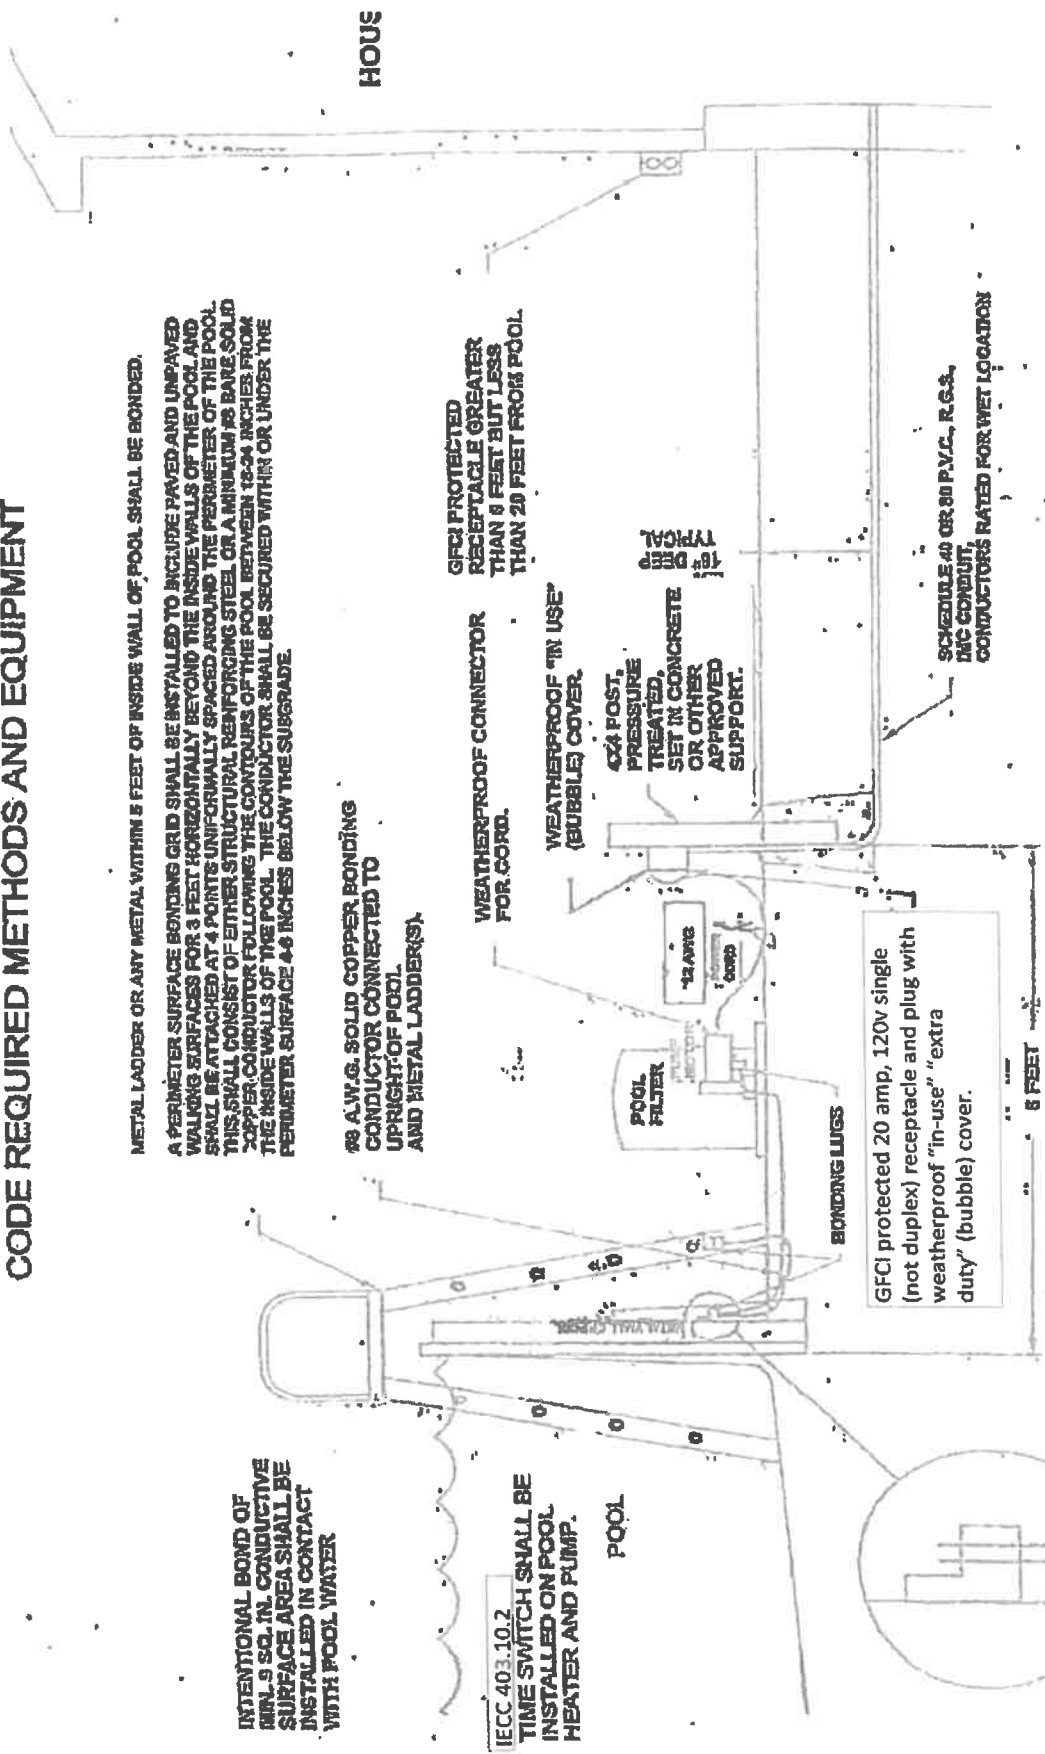 CODE REQUIRED METHODS AND EQUIPMENT
HOUS
METAL LADDER OR ANY METAL WITHIN 5 FEET OF INSIDE WALL OF POOL SHALL BE BONDED.
A PERIMETER SURFACE BONDING GRID SHALL BE INSTALLED TO INCLUDE PAVED AND UNPAVED
WALKING SURFACES FOR 3 FEET HORIZONTALLY BEYOND THE INSIDE WALLS OF THE POOL AND
SHALL BE ATTACHED AT 4 POINTS UNIFORMALLY SPACED AROUND THE PERIMETER OF THE POOL.
THIS SHALL CONSIST OF EITHER STRUCTURAL REINFORCING STEEL OR A MINIMUM #8 BARE SOLID
COPPER CONDUCTOR FOLLOWING THE CONTOURS OF THE POOL BETWEEN 18-24 INCHES FROM
THE INSIDE WALLS OF THE POOL. THE CONDUCTOR SHALL BE SECURED WITHIN OR UNDER THE
PERIMETER SURFACE 4-6 INCHES BELOW THE SUBGRADE.
INTENTIONAL BOND OF
MIN. 9 SQ. IN. CONDUCTIVE
SURFACE AREA SHALL BE
INSTALLED IN CONTACT
WITH POOL WATER
#8 A.W.G. SOLID COPPER BONDING
CONDUCTOR CONNECTED TO
UPRIGHT OF POOL
AND METAL LADDER(S).
GFCI PROTECTED
RECEPTACLE GREATER
THAN 6 FEET BUT LESS
THAN 20 FEET FROM POOL.
WEATHERPROOF CONNECTOR
FOR CORD.
WEATHERPROOF "IN USE"
(BUBBLE) COVER.
4X4 POST,
PRESSURE
TREATED,
SET IN CONCRETE
OR OTHER
APPROVED
SUPPORT.
18" DEEP
TYPICAL
IECC 403.10.2
TIME SWITCH SHALL BE
INSTALLED ON POOL
HEATER AND PUMP.
POOL
POOL
FILTER
MOTOR
12 AWG
CORD
BONDING LUGS
GFCI protected 20 amp, 120v single
(not duplex) receptacle and plug with
weatherproof "in-use" "extra
duty" (bubble) cover.
SCHEDULE 40 OR 80 P.V.C., R.G.S.,
IMC CONDUIT,
CONDUCTORS RATED FOR WET LOCATION
6 FEET